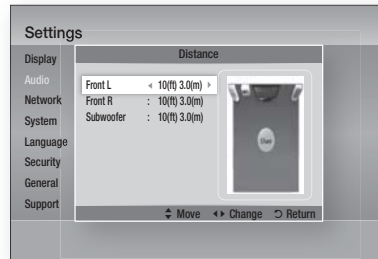 Settings
Display
Audio
Network
System
Language
Security
General
Support
Distance
Front L ◂ 10(ft) 3.0(m) ▸
Front R : 10(ft) 3.0(m)
Subwoofer : 10(ft) 3.0(m)
User
Move Change Return